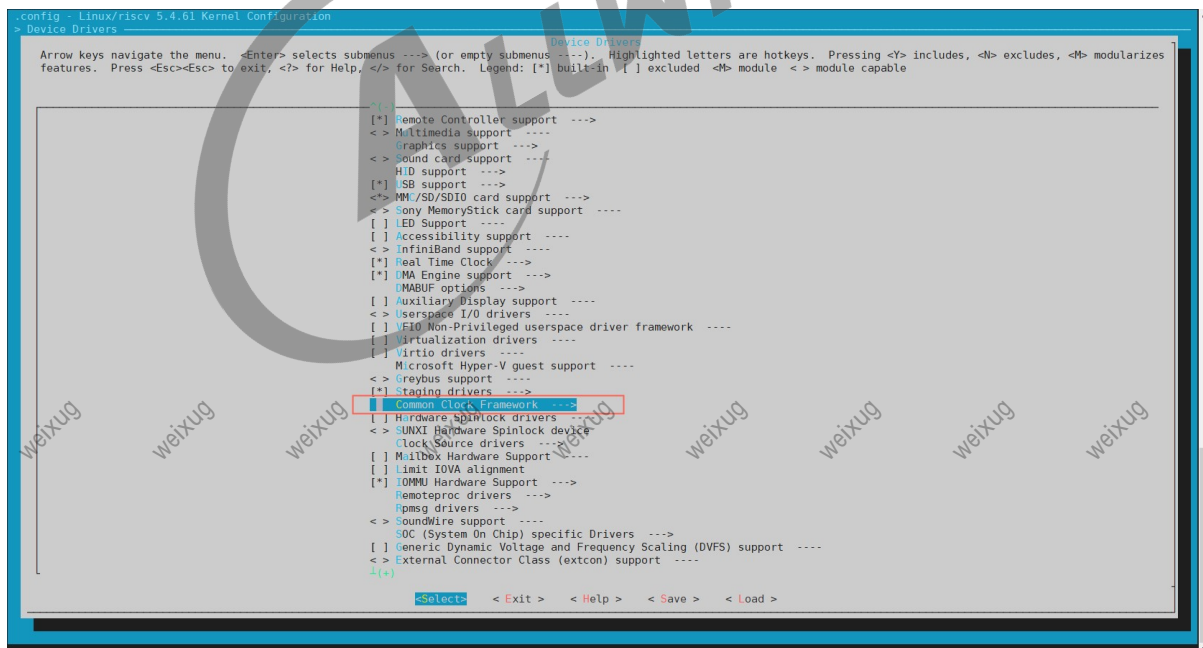 .config - Linux/riscv 5.4.61 Kernel Configuration
> Device Drivers
Device Drivers
Arrow keys navigate the menu. <Enter> selects submenus ---> (or empty submenus ----). Highlighted letters are hotkeys. Pressing <Y> includes, <N> excludes, <M> modularizes
features. Press <Esc><Esc> to exit, <?> for Help, </> for Search. Legend: [*] built-in [ ] excluded <M> module < > module capable
^(-)
[*] Remote Controller support --->
< > Multimedia support ----
Graphics support --->
< > Sound card support ----
HID support --->
[*] USB support --->
<*> MMC/SD/SDIO card support --->
< > Sony MemoryStick card support ----
[ ] LED Support ----
[ ] Accessibility support ----
< > InfiniBand support ----
[*] Real Time Clock --->
[*] DMA Engine support --->
DMABUF options --->
[ ] Auxiliary Display support ----
< > Userspace I/O drivers ----
[ ] VFIO Non-Privileged userspace driver framework ----
[ ] Virtualization drivers ----
[ ] Virtio drivers ----
Microsoft Hyper-V guest support ----
< > Greybus support ----
[*] Staging drivers --->
Common Clock Framework --->
[ ] Hardware Spinlock drivers ----
< > SUNXI Hardware Spinlock device
Clock Source drivers --->
[ ] Mailbox Hardware Support ----
[ ] Limit IOVA alignment
[*] IOMMU Hardware Support --->
Remoteproc drivers --->
Rpmsg drivers --->
< > SoundWire support ----
SOC (System On Chip) specific Drivers --->
[ ] Generic Dynamic Voltage and Frequency Scaling (DVFS) support ----
< > External Connector Class (extcon) support ----
┴(+)
<Select> < Exit > < Help > < Save > < Load >
ALLW
weixug weixug weixug weixug weixug weixug weixug weixug weixug